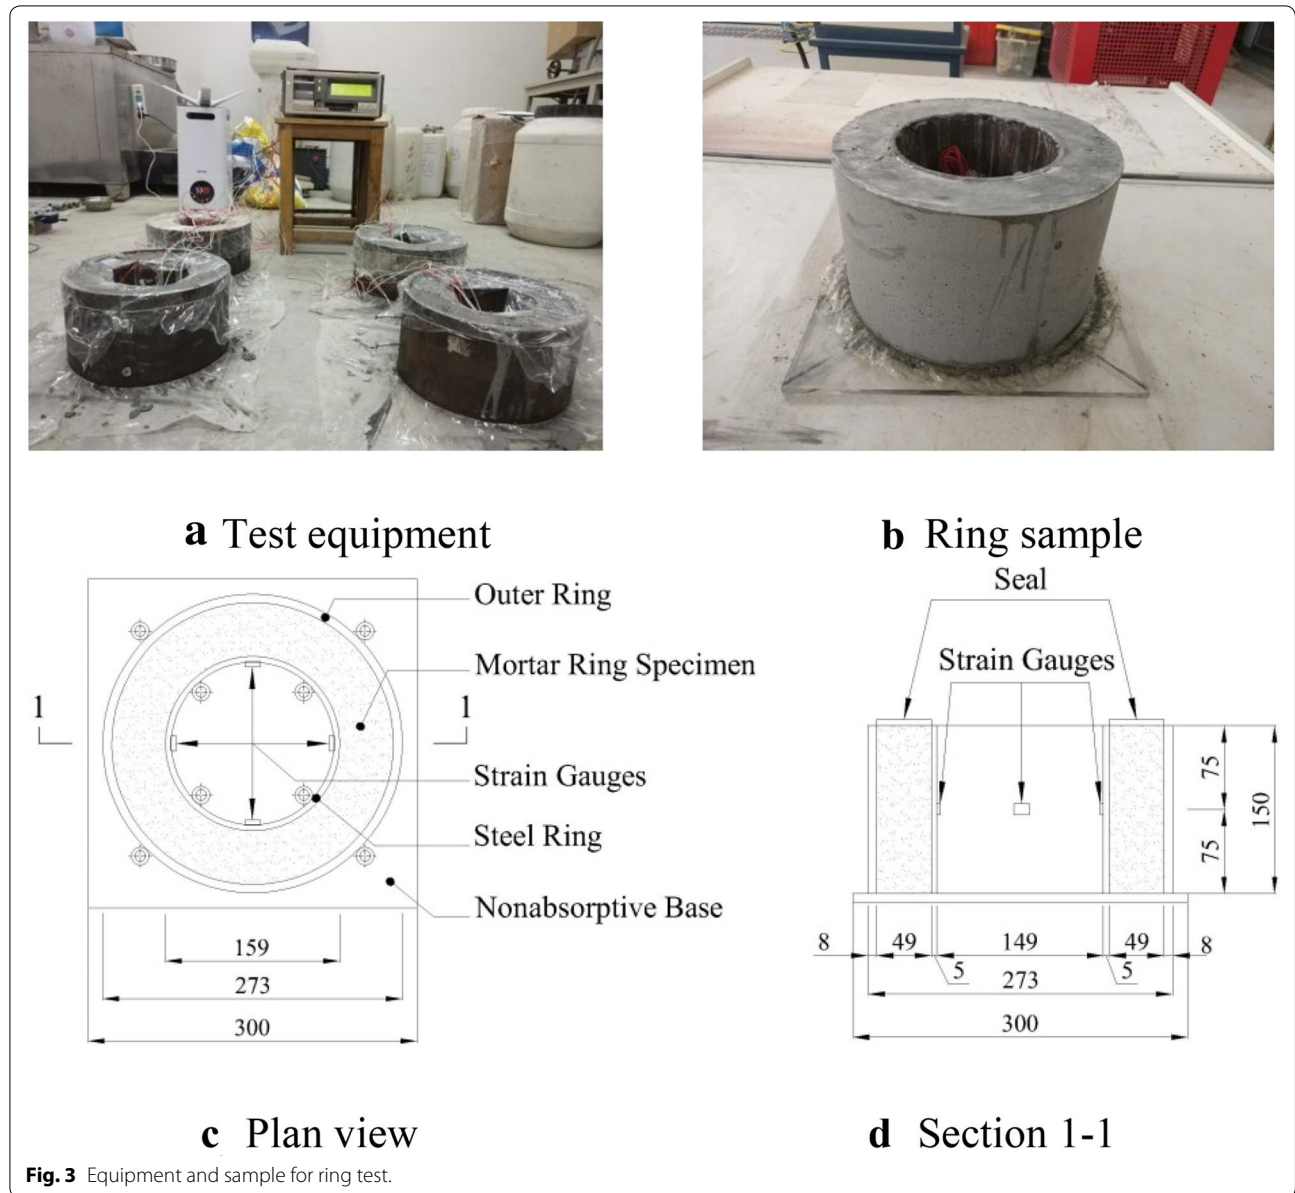 a Test equipment
b Ring sample
Outer Ring
Mortar Ring Specimen
1
1
Strain Gauges
Steel Ring
Nonabsorptive Base
159
273
300
Seal
Strain Gauges
75
75
150
8
49
149
49
8
5
5
273
300
c Plan view
d Section 1-1
Fig. 3 Equipment and sample for ring test.